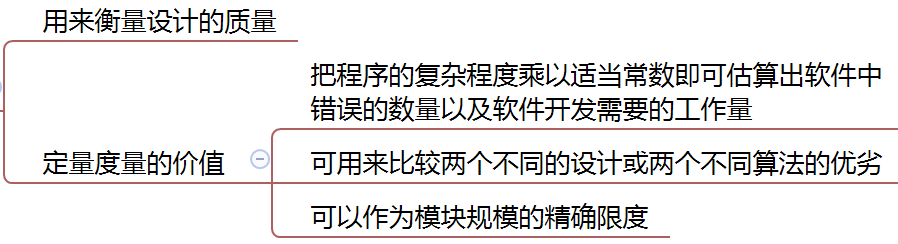 用来衡量设计的质量
把程序的复杂程度乘以适当常数即可估算出软件中
错误的数量以及软件开发需要的工作量
定量度量的价值
可用来比较两个不同的设计或两个不同算法的优劣
可以作为模块规模的精确限度